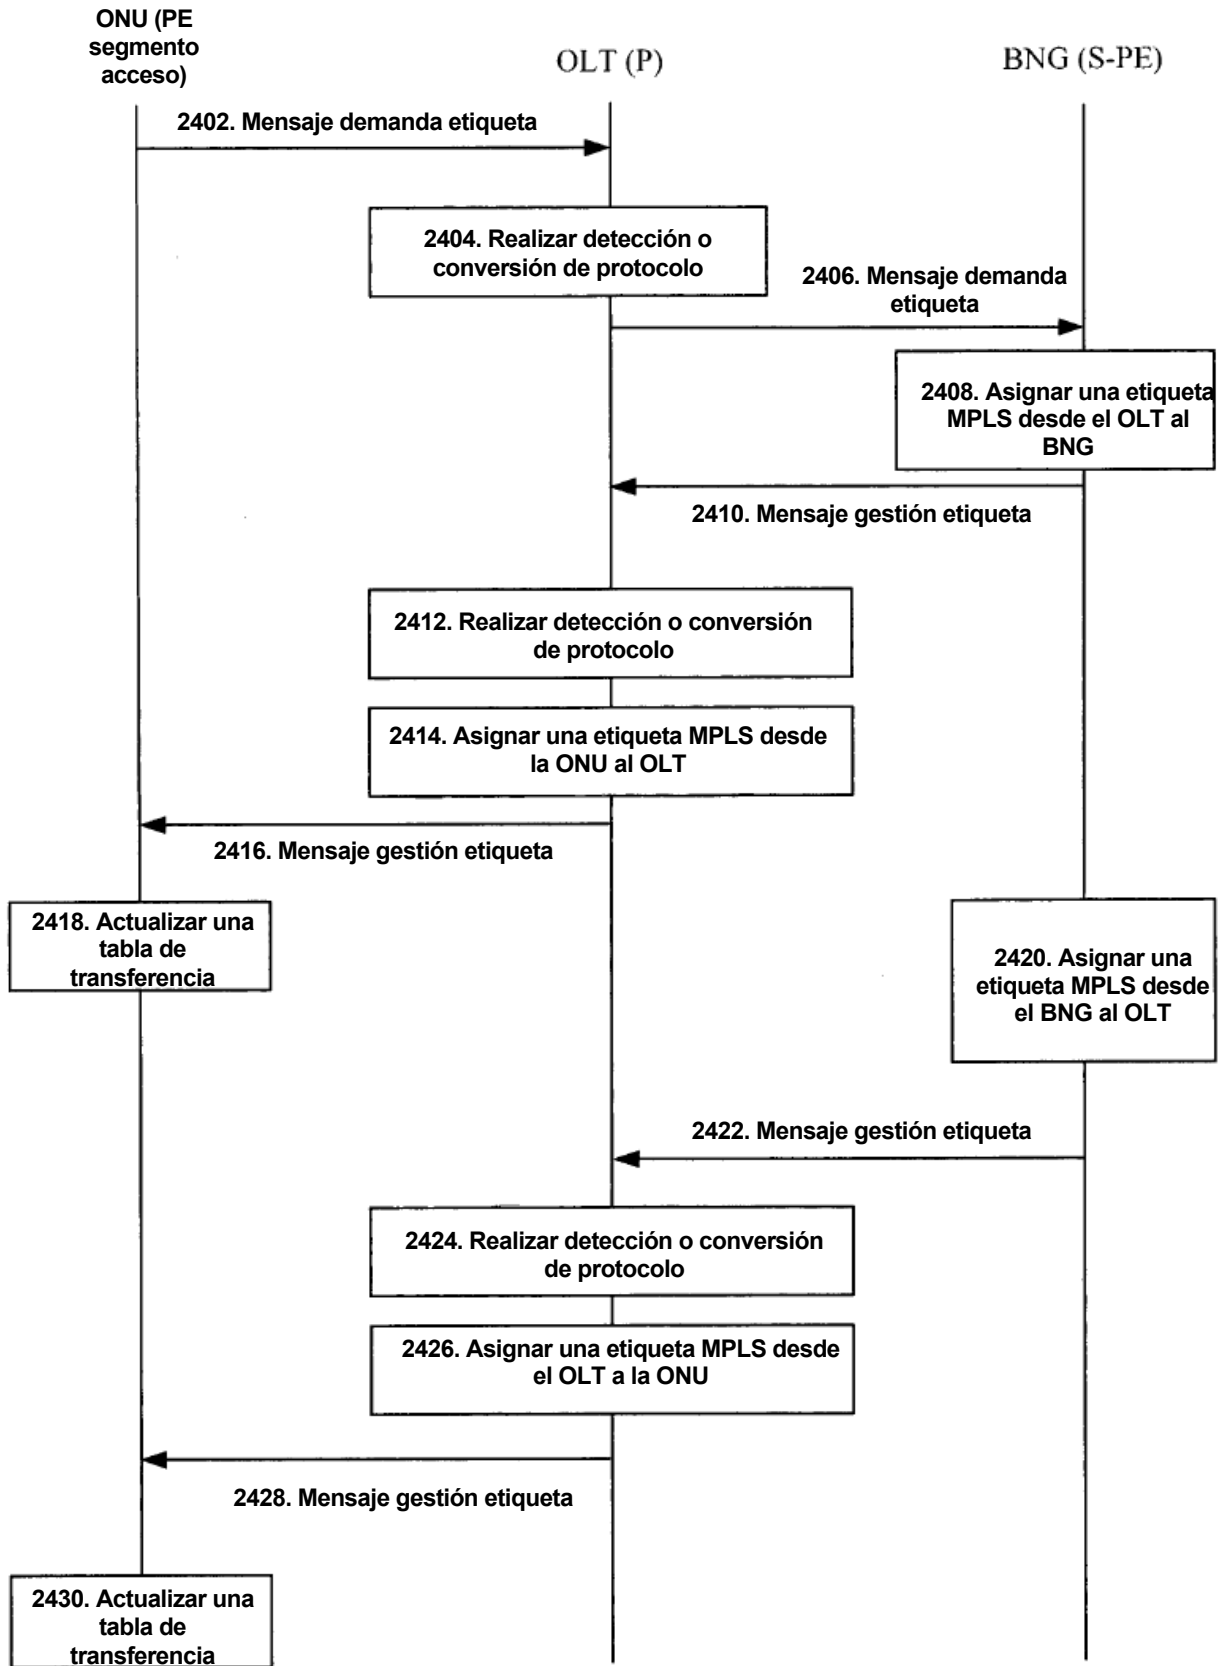 ONU (PE
segmento
acceso)
OLT (P)
BNG (S-PE)
2402. Mensaje demanda etiqueta
2404. Realizar detección o
conversión de protocolo
2406. Mensaje demanda
etiqueta
2408. Asignar una etiqueta
MPLS desde el OLT al
BNG
2410. Mensaje gestión etiqueta
2412. Realizar detección o conversión
de protocolo
2414. Asignar una etiqueta MPLS desde
la ONU al OLT
2416. Mensaje gestión etiqueta
2418. Actualizar una
tabla de
transferencia
2420. Asignar una
etiqueta MPLS desde
el BNG al OLT
2422. Mensaje gestión etiqueta
2424. Realizar detección o conversión
de protocolo
2426. Asignar una etiqueta MPLS desde
el OLT a la ONU
2428. Mensaje gestión etiqueta
2430. Actualizar una
tabla de
transferencia